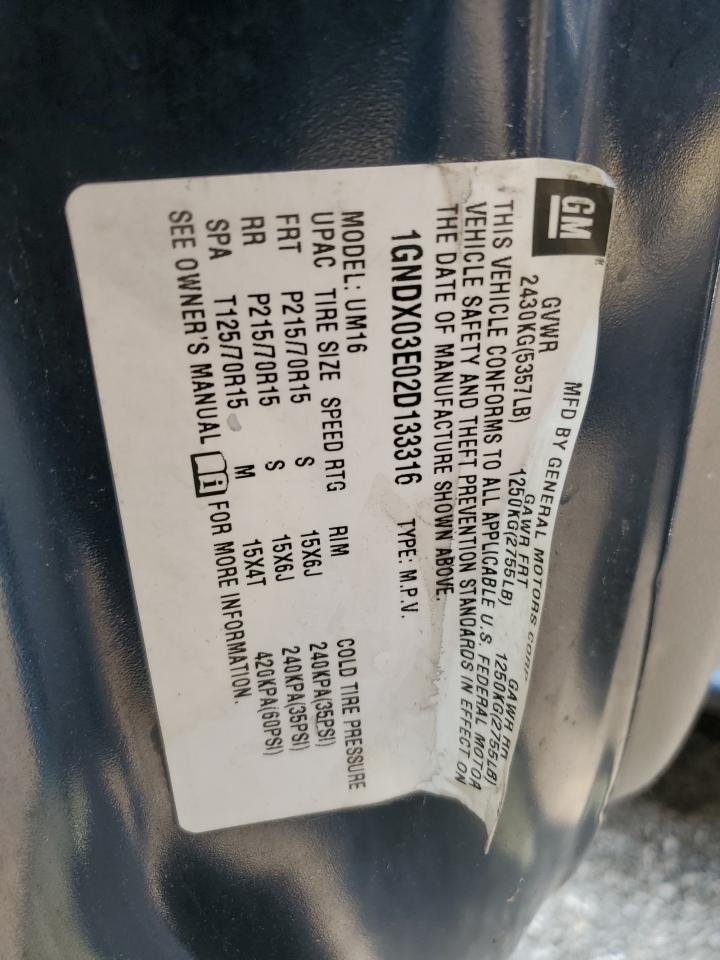 GM
MFD BY GENERAL MOTORS CORP
GVWR GAWR FRT GAWR RR
2430KG(5357LB) 1250KG(2755LB) 1250KG(2755LB)
THIS VEHICLE CONFORMS TO ALL APPLICABLE U.S. FEDERAL MOTOR
VEHICLE SAFETY AND THEFT PREVENTION STANDARDS IN EFFECT ON
THE DATE OF MANUFACTURE SHOWN ABOVE.
1GNDX03E02D133316 TYPE: M.P.V.
MODEL: UM16
UPAC TIRE SIZE SPEED RTG RIM COLD TIRE PRESSURE
FRT P215/70R15 S 15X6J 240KPA(35PSI)
RR P215/70R15 S 15X6J 240KPA(35PSI)
SPA T125/70R15 M 15X4T 420KPA(60PSI)
SEE OWNER'S MANUAL i FOR MORE INFORMATION.